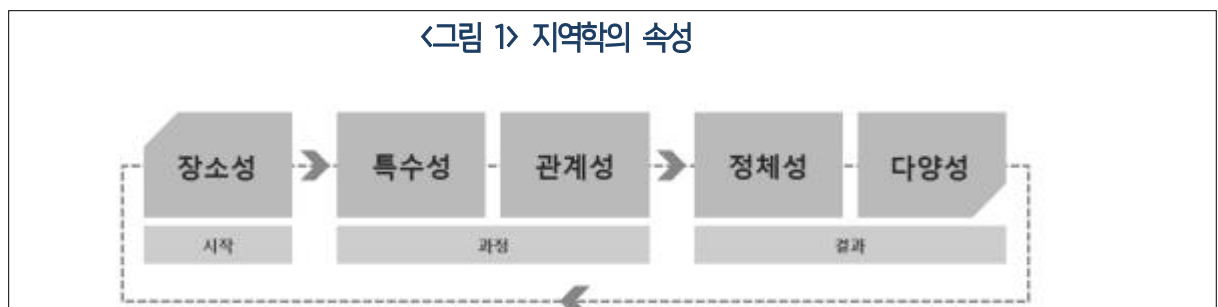 <그림 1> 지역학의 속성
장소성 특수성 관계성 정체성 다양성
시작 과정 결과